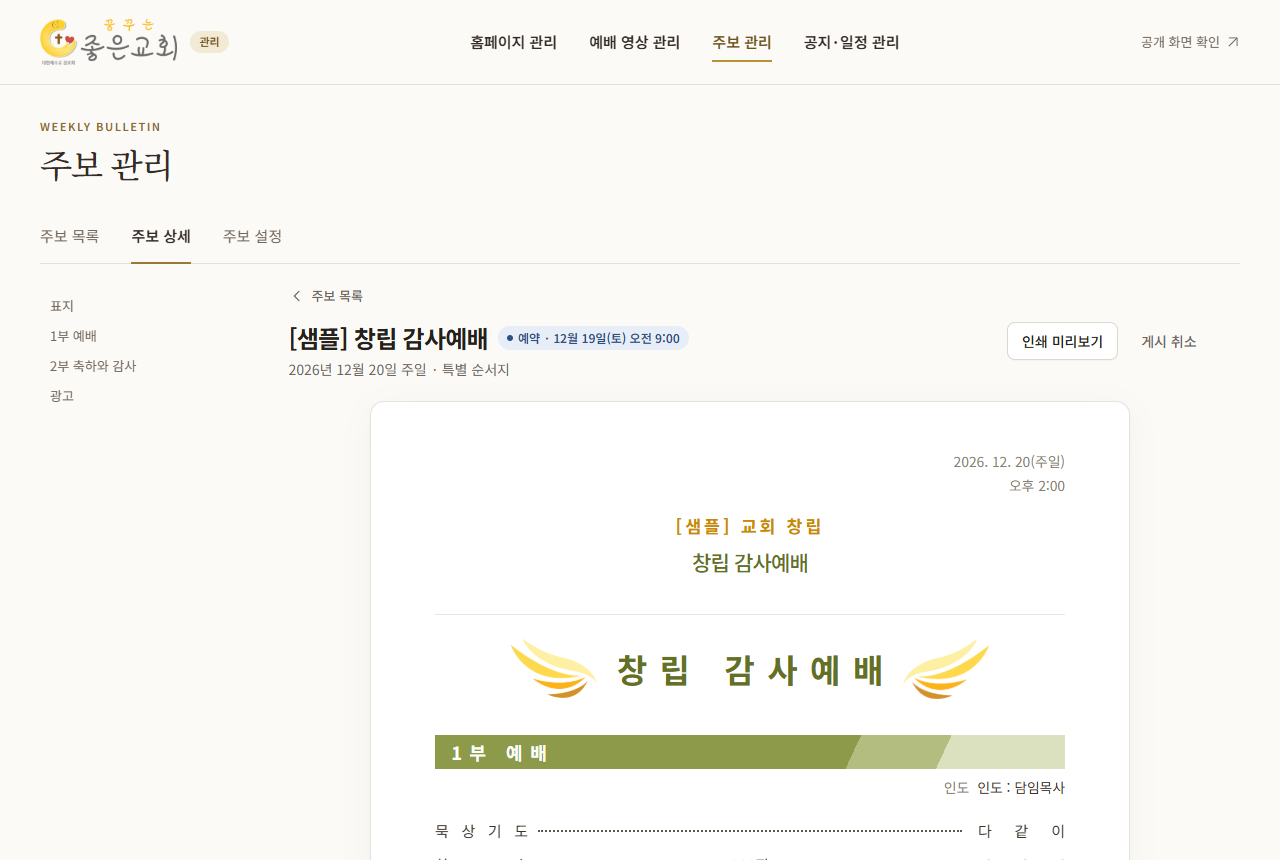 꿈꾸는
좋은교회
관리
홈페이지 관리
예배 영상 관리
주보 관리
공지·일정 관리
공개 화면 확인
WEEKLY BULLETIN
주보 관리
주보 목록
주보 상세
주보 설정
표지
1부 예배
2부 축하와 감사
광고
주보 목록
[샘플] 창립 감사예배
예약 · 12월 19일(토) 오전 9:00
2026년 12월 20일 주일 · 특별 순서지
인쇄 미리보기
게시 취소
2026. 12. 20(주일)
오후 2:00
[샘플] 교회 창립
창립 감사예배
창립 감사예배
1부 예배
인도 인도 : 담임목사
묵상기도 다같이